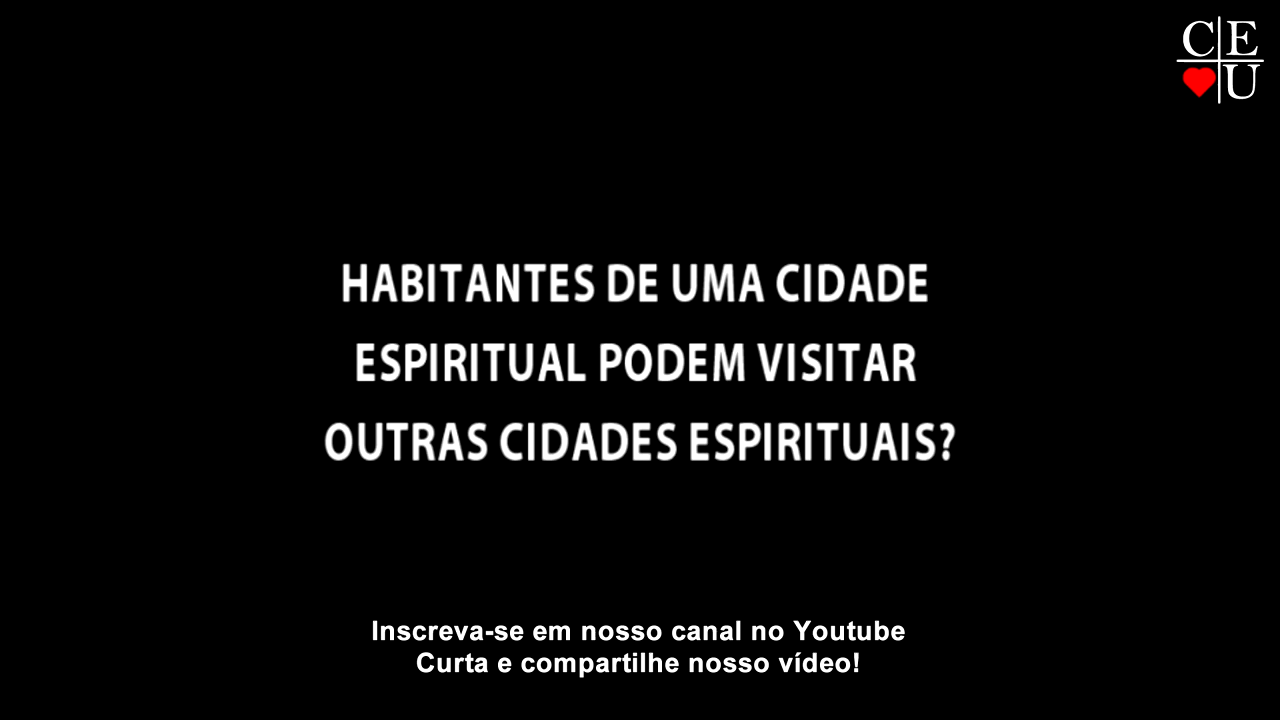 C E
U
HABITANTES DE UMA CIDADE
ESPIRITUAL PODEM VISITAR
OUTRAS CIDADES ESPIRITUAIS?
Inscreva-se em nosso canal no Youtube
Curta e compartilhe nosso vídeo!